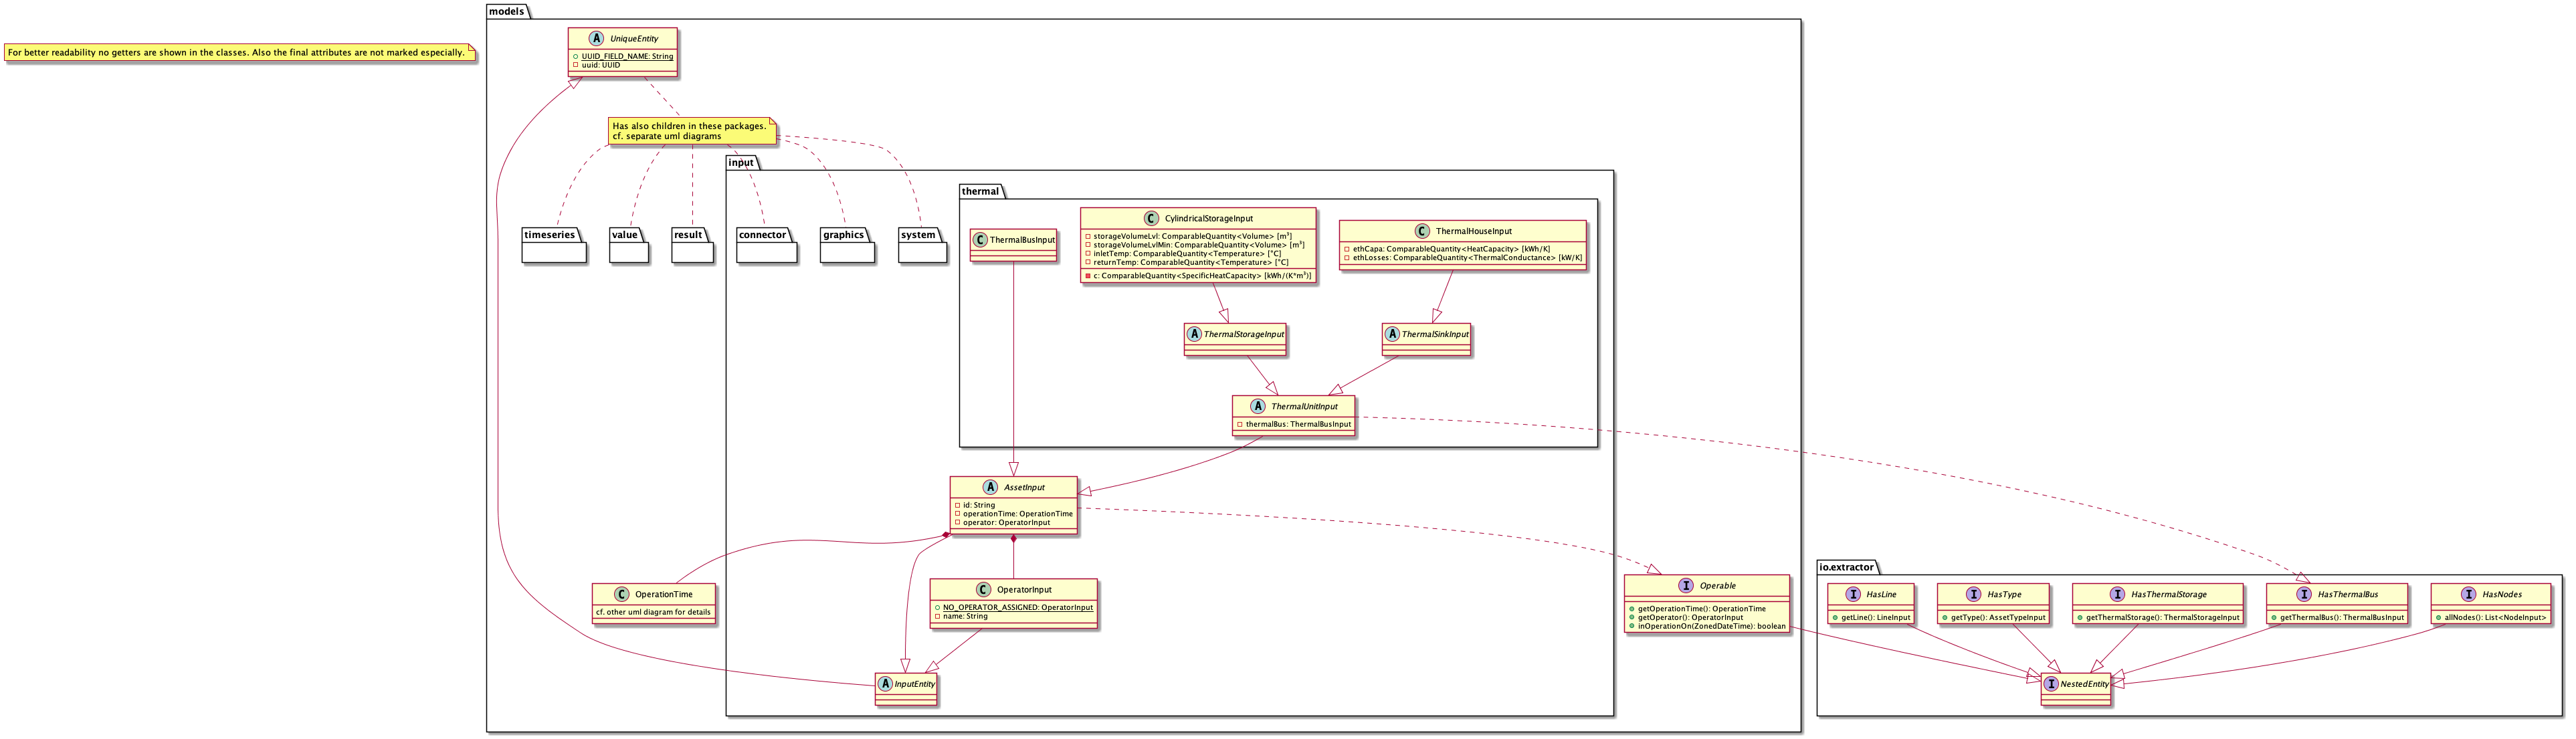 For better readability no getters are shown in the classes. Also the final attributes are not marked especially.
models
A UniqueEntity
UUID_FIELD_NAME: String
uuid: UUID
Has also children in these packages.
cf. separate uml diagrams
timeseries
value
result
input
connector
graphics
system
thermal
C ThermalBusInput
C CylindricalStorageInput
storageVolumeLvl: ComparableQuantity<Volume> [m³]
storageVolumeLvlMin: ComparableQuantity<Volume> [m³]
inletTemp: ComparableQuantity<Temperature> [°C]
returnTemp: ComparableQuantity<Temperature> [°C]
c: ComparableQuantity<SpecificHeatCapacity> [kWh/(K*m³)]
C ThermalHouseInput
ethCapa: ComparableQuantity<HeatCapacity> [kWh/K]
ethLosses: ComparableQuantity<ThermalConductance> [kW/K]
A ThermalStorageInput
A ThermalSinkInput
A ThermalUnitInput
thermalBus: ThermalBusInput
A AssetInput
id: String
operationTime: OperationTime
operator: OperatorInput
C OperationTime
cf. other uml diagram for details
C OperatorInput
NO_OPERATOR_ASSIGNED: OperatorInput
name: String
A InputEntity
I Operable
getOperationTime(): OperationTime
getOperator(): OperatorInput
inOperationOn(ZonedDateTime): boolean
io.extractor
I HasLine
getLine(): LineInput
I HasType
getType(): AssetTypeInput
I HasThermalStorage
getThermalStorage(): ThermalStorageInput
I HasThermalBus
getThermalBus(): ThermalBusInput
I HasNodes
allNodes(): List<NodeInput>
I NestedEntity